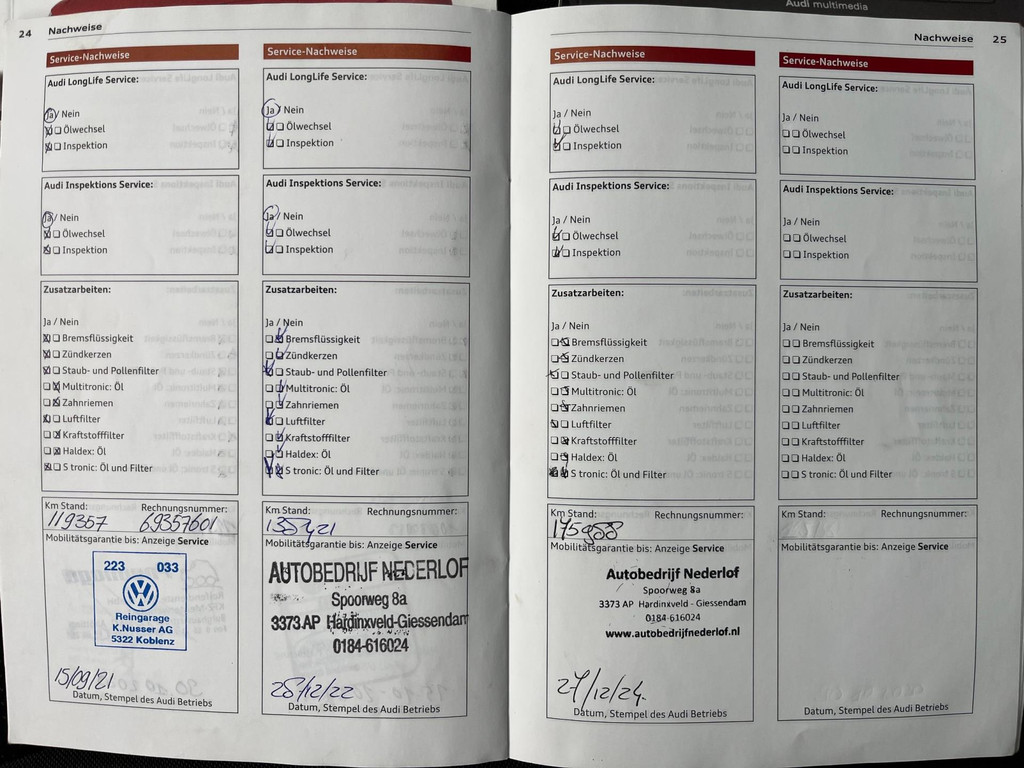 Audi multimedia
24 Nachweise
Service-Nachweise
Audi LongLife Service:
Ja / Nein
Ölwechsel
Inspektion
Audi Inspektions Service:
Ja / Nein
Ölwechsel
Inspektion
Zusatzarbeiten:
Ja / Nein
Bremsflüssigkeit
Zündkerzen
Staub- und Pollenfilter
Multitronic: Öl
Zahnriemen
Luftfilter
Kraftstofffilter
Haldex: Öl
S tronic: Öl und Filter
Km Stand: Rechnungsnummer:
119357 69357601
Mobilitätsgarantie bis: Anzeige Service
223 033
Reingarage
K.Nusser AG
5322 Koblenz
15/09/21
Datum, Stempel des Audi Betriebs
Service-Nachweise
Audi LongLife Service:
Ja / Nein
Ölwechsel
Inspektion
Audi Inspektions Service:
Ja / Nein
Ölwechsel
Inspektion
Zusatzarbeiten:
Ja / Nein
Bremsflüssigkeit
Zündkerzen
Staub- und Pollenfilter
Multitronic: Öl
Zahnriemen
Luftfilter
Kraftstofffilter
Haldex: Öl
S tronic: Öl und Filter
Km Stand: Rechnungsnummer:
Mobilitätsgarantie bis: Anzeige Service
AUTOBEDRIJF NEDERLOF
Spoorweg 8a
3373 AP Hardinxveld-Giessendam
0184-616024
28/12/22
Datum, Stempel des Audi Betriebs
Nachweise 25
Service-Nachweise
Audi LongLife Service:
Ja / Nein
Ölwechsel
Inspektion
Audi Inspektions Service:
Ja / Nein
Ölwechsel
Inspektion
Zusatzarbeiten:
Ja / Nein
Bremsflüssigkeit
Zündkerzen
Staub- und Pollenfilter
Multitronic: Öl
Zahnriemen
Luftfilter
Kraftstofffilter
Haldex: Öl
S tronic: Öl und Filter
Km Stand: Rechnungsnummer:
Mobilitätsgarantie bis: Anzeige Service
Autobedrijf Nederlof
Spoorweg 8a
3373 AP Hardinxveld - Giessendam
0184-616024
www.autobedrijfnederlof.nl
27/12/24.
Datum, Stempel des Audi Betriebs
Service-Nachweise
Audi LongLife Service:
Ja / Nein
Ölwechsel
Inspektion
Audi Inspektions Service:
Ja / Nein
Ölwechsel
Inspektion
Zusatzarbeiten:
Ja / Nein
Bremsflüssigkeit
Zündkerzen
Staub- und Pollenfilter
Multitronic: Öl
Zahnriemen
Luftfilter
Kraftstofffilter
Haldex: Öl
S tronic: Öl und Filter
Km Stand: Rechnungsnummer:
Mobilitätsgarantie bis: Anzeige Service
Datum, Stempel des Audi Betriebs